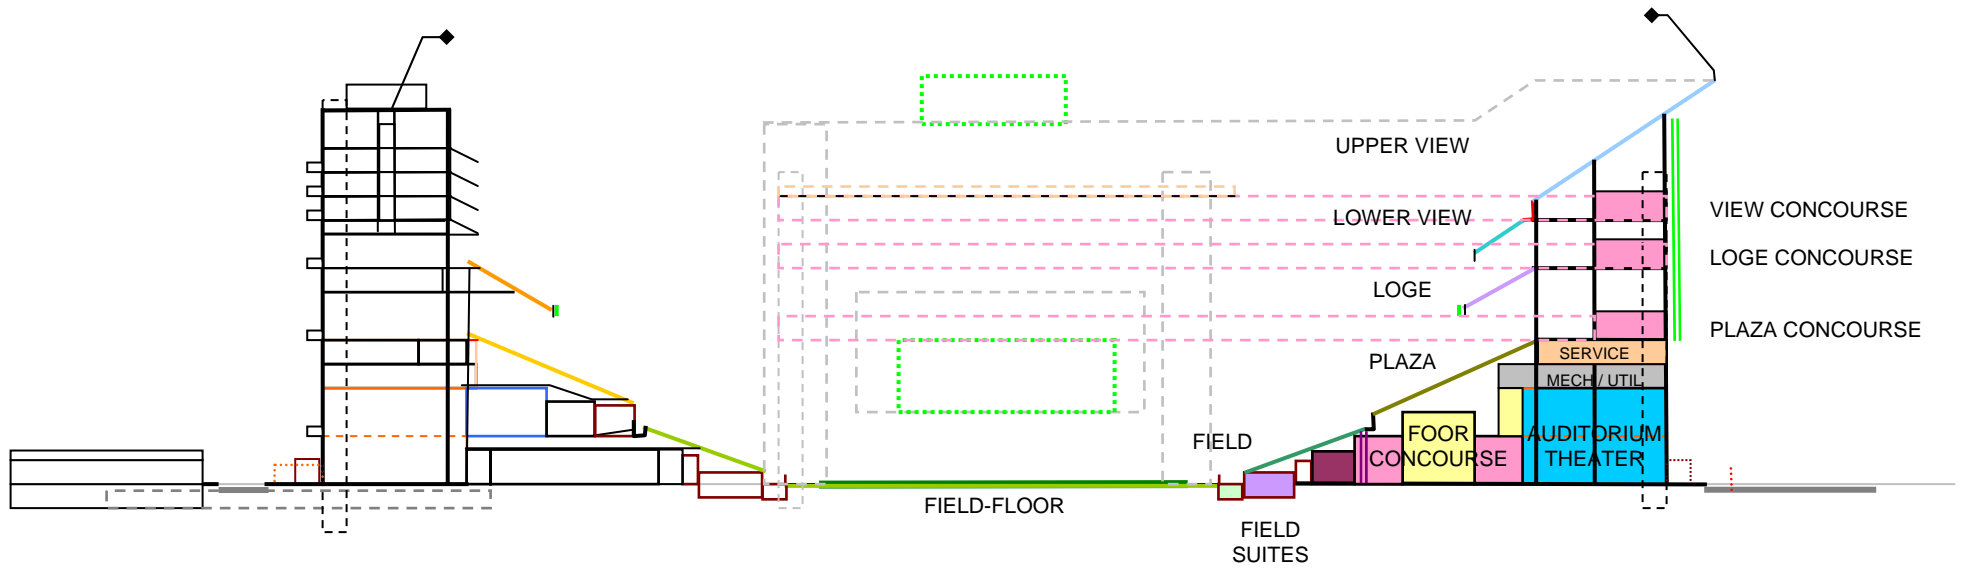 UPPER VIEW
LOWER VIEW
VIEW CONCOURSE
LOGE CONCOURSE
LOGE
PLAZA CONCOURSE
PLAZA
SERVICE
MECH / UTIL
FIELD
FOOR
CONCOURSE
AUDITORIUM
THEATER
FIELD-FLOOR
FIELD
SUITES